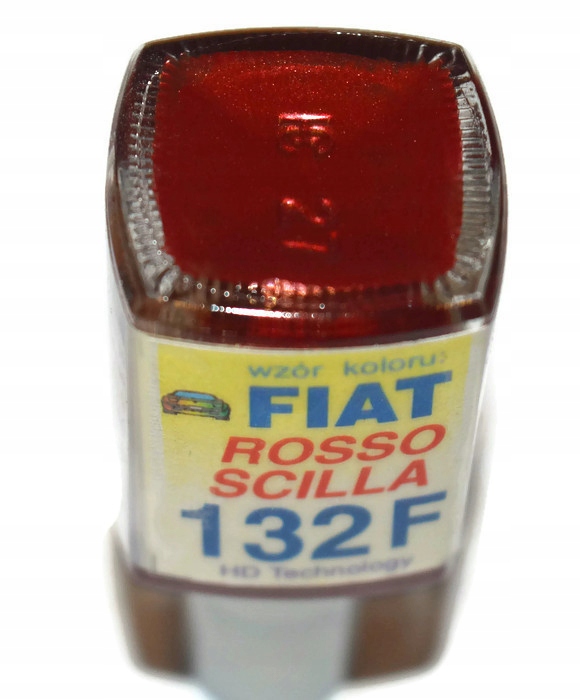 wzór koloru:
FIAT
ROSSO
SCILLA
132F
HD Technology